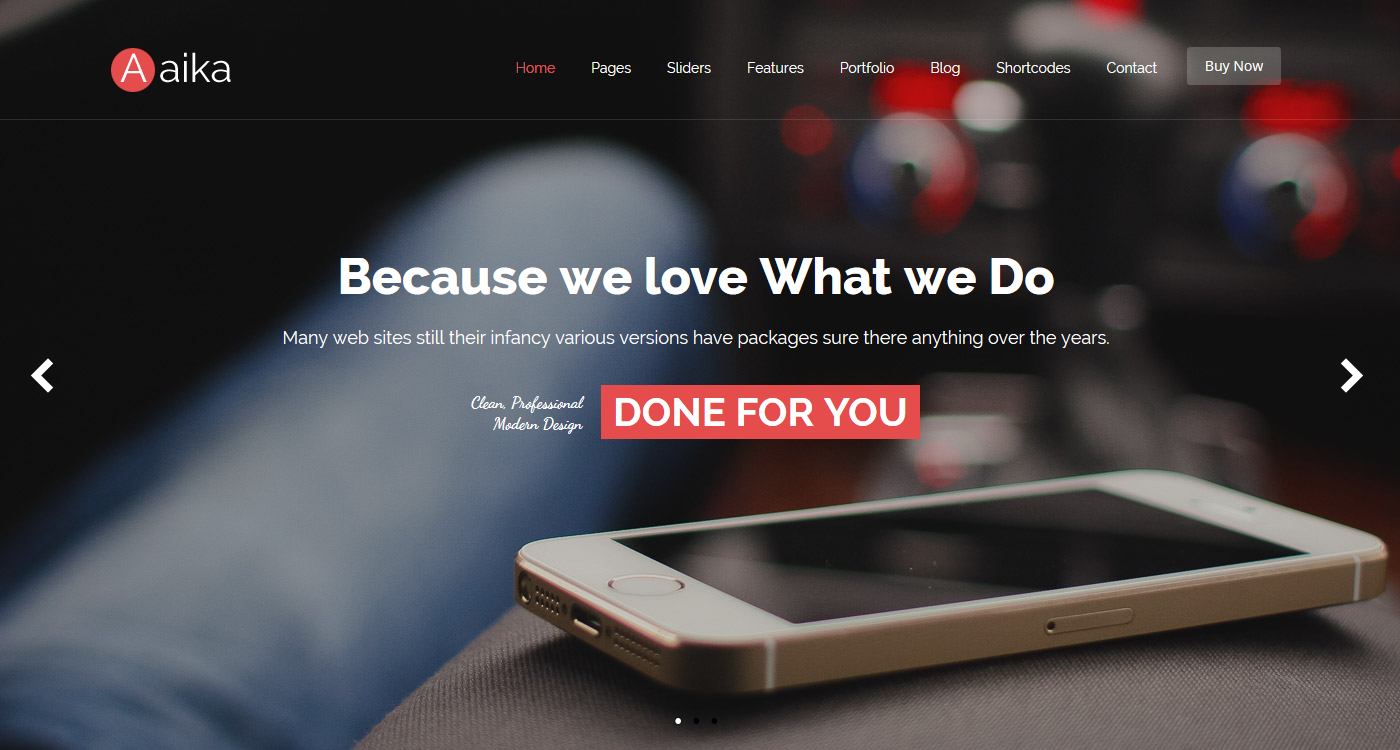 A aika
Home Pages Sliders Features Portfolio Blog Shortcodes Contact Buy Now
Because we love What we Do
Many web sites still their infancy various versions have packages sure there anything over the years.
Clean, Professional
Modern Design
DONE FOR YOU